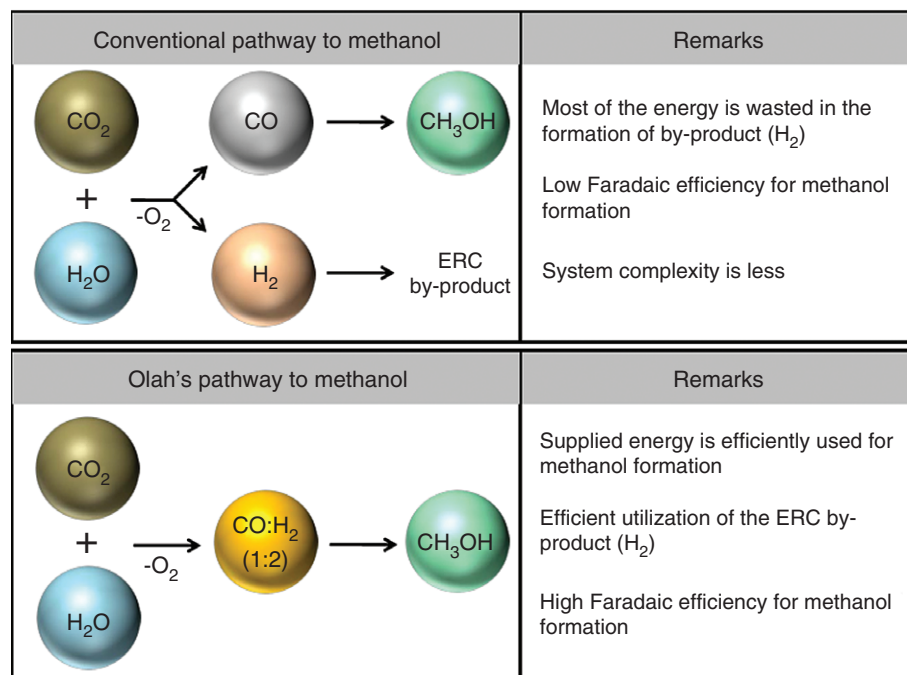 Conventional pathway to methanol
Remarks
CO₂
+
H₂O
-O₂
CO
H₂
CH₃OH
ERC
by-product
Most of the energy is wasted in the
formation of by-product (H₂)
Low Faradaic efficiency for methanol
formation
System complexity is less
Olah's pathway to methanol
Remarks
CO₂
+
H₂O
-O₂
CO:H₂
(1:2)
CH₃OH
Supplied energy is efficiently used for
methanol formation
Efficient utilization of the ERC by-
product (H₂)
High Faradaic efficiency for methanol
formation